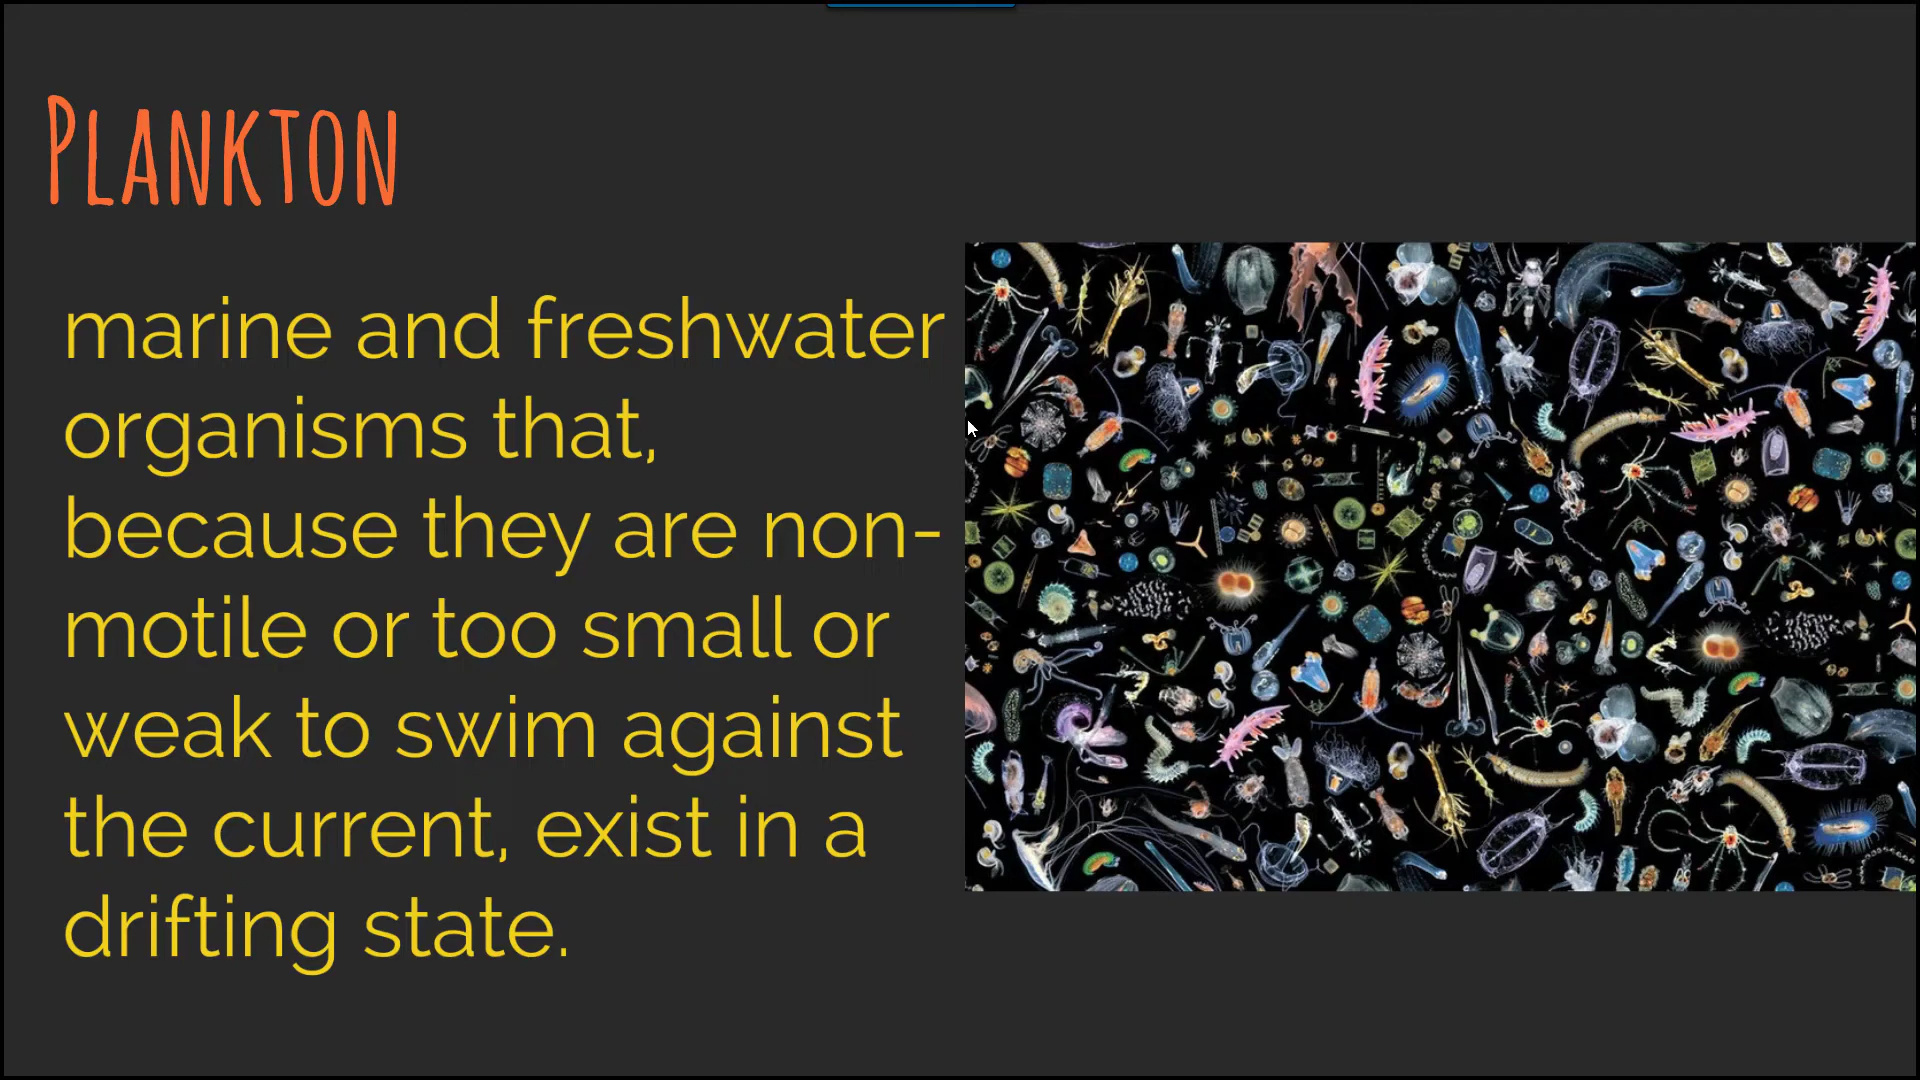 Plankton
marine and freshwater
organisms that,
because they are non-
motile or too small or
weak to swim against
the current, exist in a
drifting state.